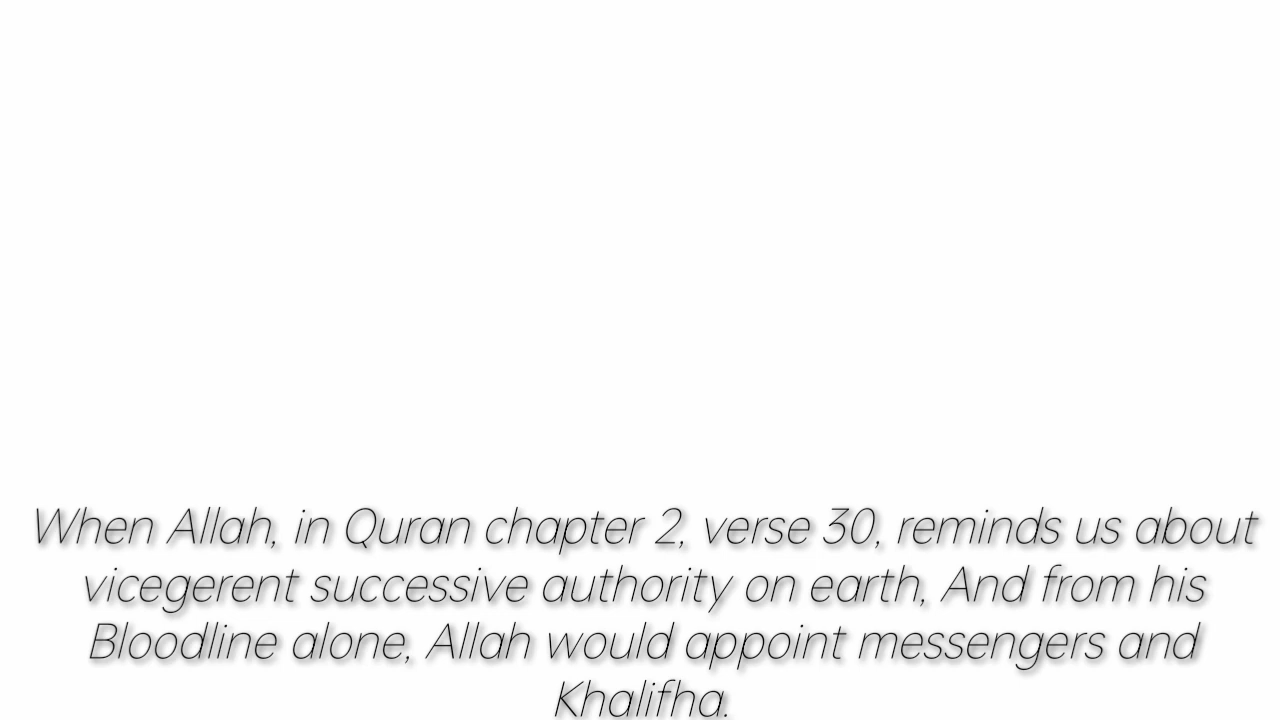 When Allah, in Quran chapter 2, verse 30, reminds us about
vicegerent successive authority on earth, And from his
Bloodline alone, Allah would appoint messengers and
Khalifha.